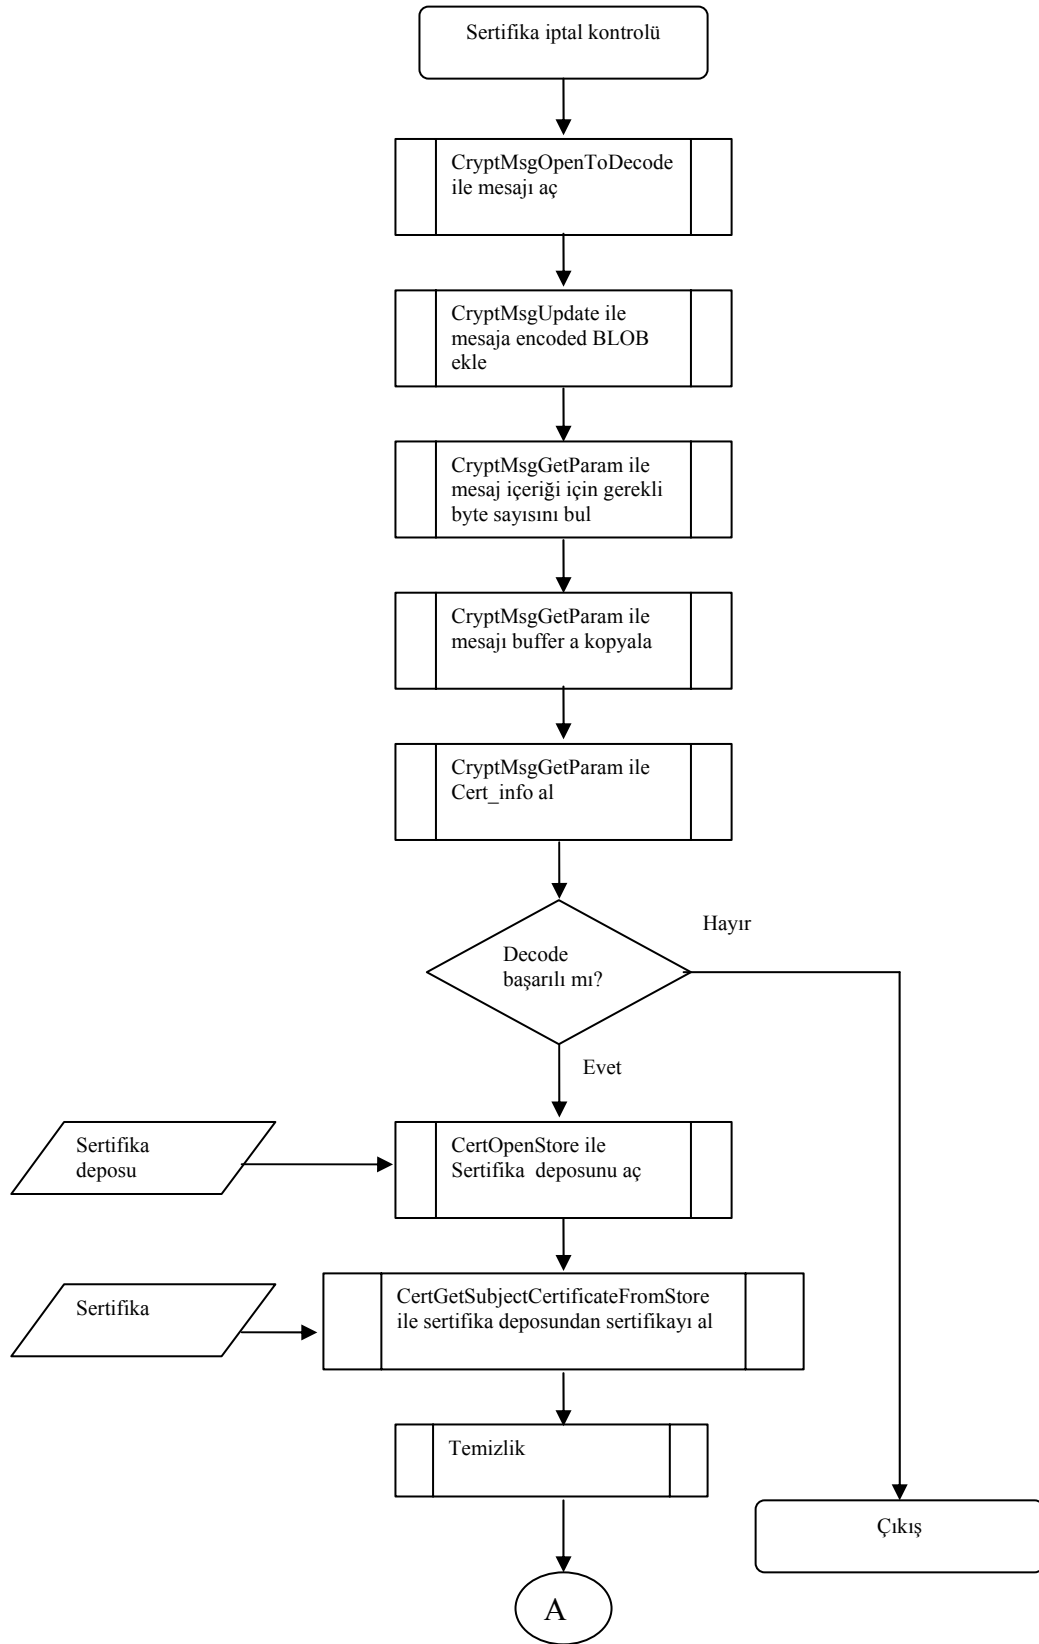 Sertifika iptal kontrolü
CryptMsgOpenToDecode
ile mesajı aç
CryptMsgUpdate ile
mesaja encoded BLOB
ekle
CryptMsgGetParam ile
mesaj içeriği için gerekli
byte sayısını bul
CryptMsgGetParam ile
mesajı buffer a kopyala
CryptMsgGetParam ile
Cert_info al
Hayır
Decode
başarılı mı?
Evet
Sertifika
deposu
CertOpenStore ile
Sertifika  deposunu aç
Sertifika
CertGetSubjectCertificateFromStore
ile sertifika deposundan sertifikayı al
Temizlik
Çıkış
A